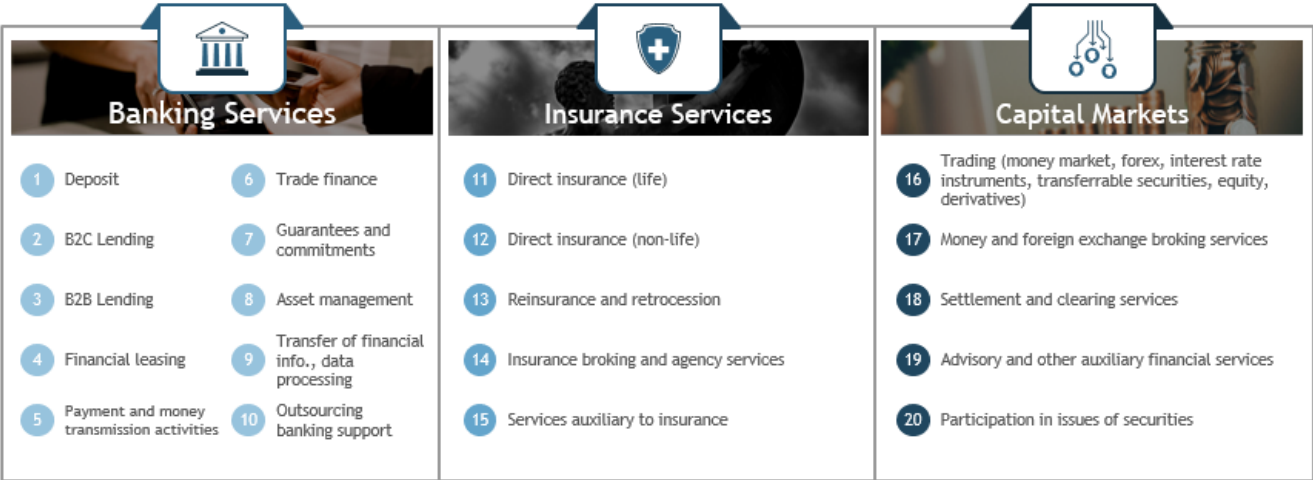 Banking Services
1 Deposit
2 B2C Lending
3 B2B Lending
4 Financial leasing
5 Payment and money
transmission activities
6 Trade finance
7 Guarantees and
commitments
8 Asset management
9 Transfer of financial
info., data
processing
10 Outsourcing
banking support
Insurance Services
11 Direct insurance (life)
12 Direct insurance (non-life)
13 Reinsurance and retrocession
14 Insurance broking and agency services
15 Services auxiliary to insurance
Capital Markets
16 Trading (money market, forex, interest rate
instruments, transferrable securities, equity,
derivatives)
17 Money and foreign exchange broking services
18 Settlement and clearing services
19 Advisory and other auxiliary financial services
20 Participation in issues of securities